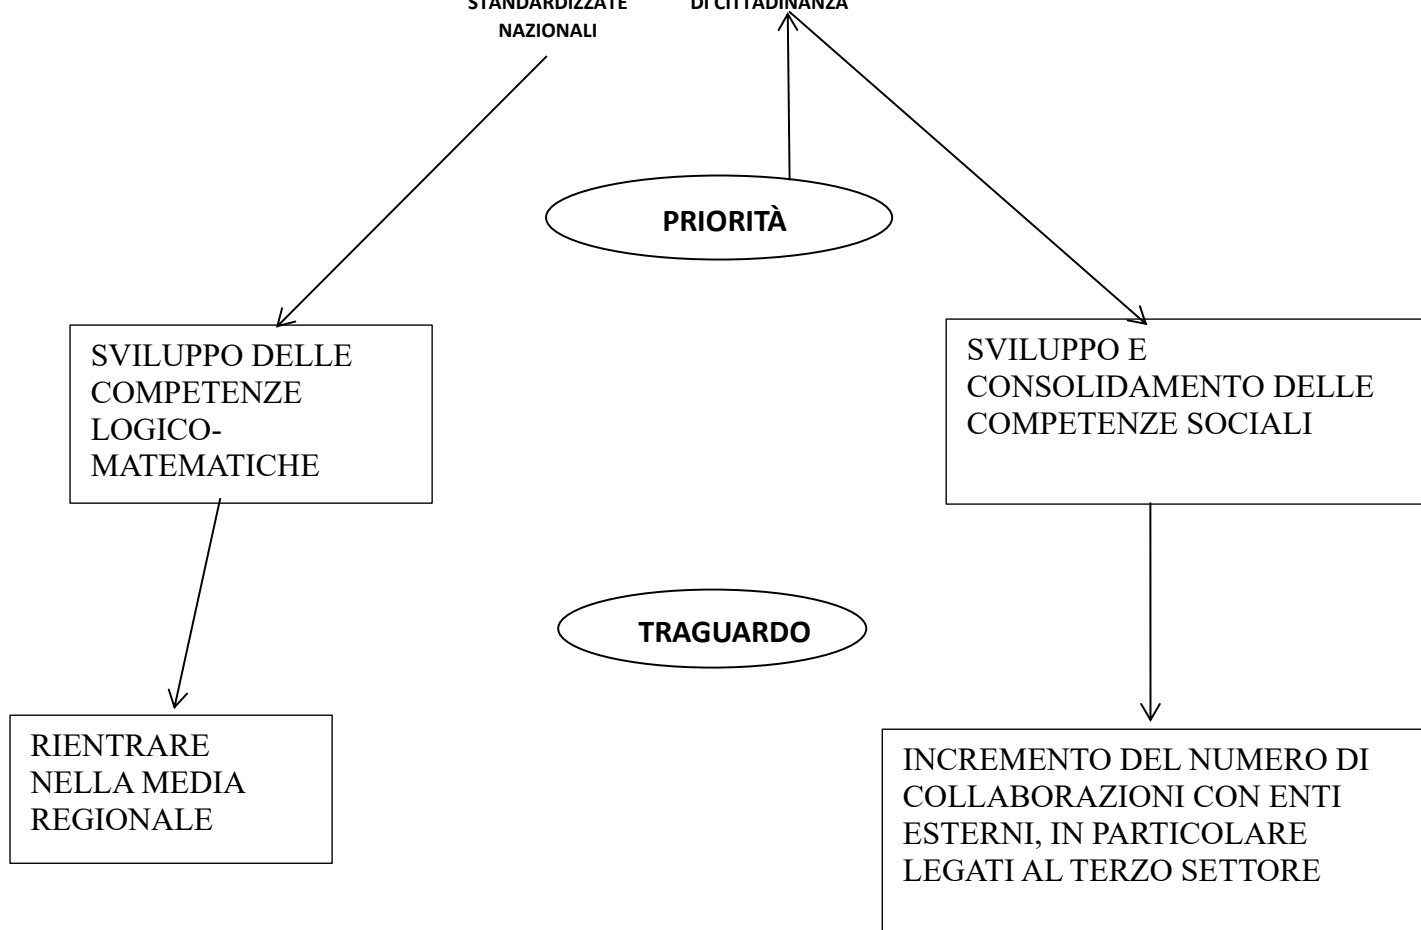 STANDARDIZZATE
NAZIONALI
DI CITTADINANZA
PRIORITÀ
SVILUPPO DELLE
COMPETENZE
LOGICO-
MATEMATICHE
SVILUPPO E
CONSOLIDAMENTO DELLE
COMPETENZE SOCIALI
TRAGUARDO
RIENTRARE
NELLA MEDIA
REGIONALE
INCREMENTO DEL NUMERO DI
COLLABORAZIONI CON ENTI
ESTERNI, IN PARTICOLARE
LEGATI AL TERZO SETTORE